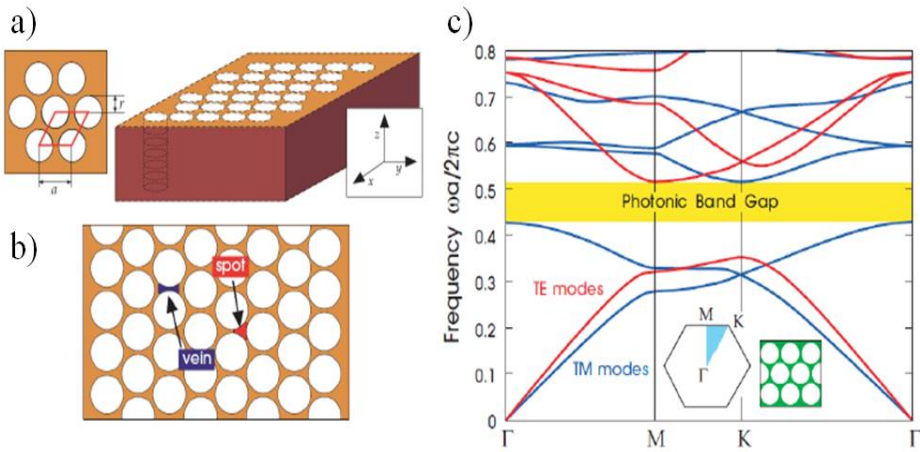 a)
r
a
z
x
y
b)
spot
vein
c)
Frequency ωa/2πc
0.8
0.7
0.6
0.5
0.4
0.3
0.2
0.1
0
Photonic Band Gap
TE modes
TM modes
M
K
Γ
Γ
M
K
Γ